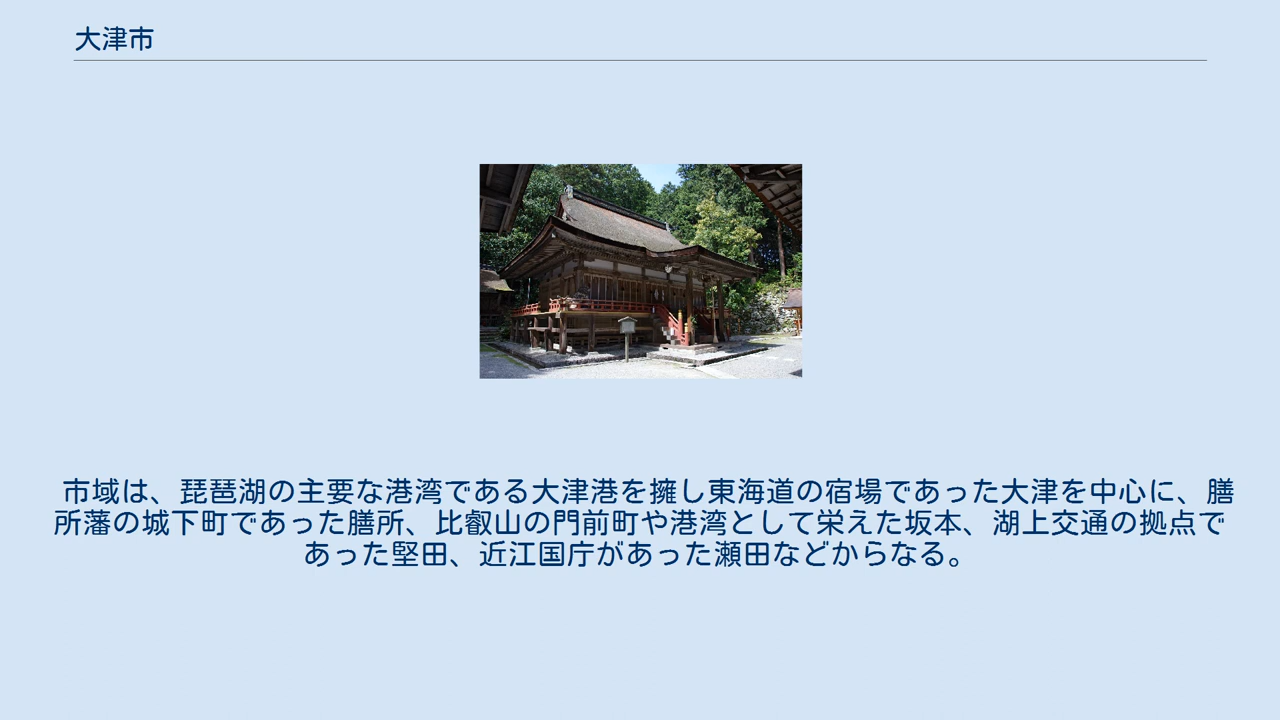 大津市
市域は、琵琶湖の主要な港湾である大津港を擁し東海道の宿場であった大津を中心に、膳
所藩の城下町であった膳所、比叡山の門前町や港湾として栄えた坂本、湖上交通の拠点で
あった堅田、近江国庁があった瀬田などからなる。